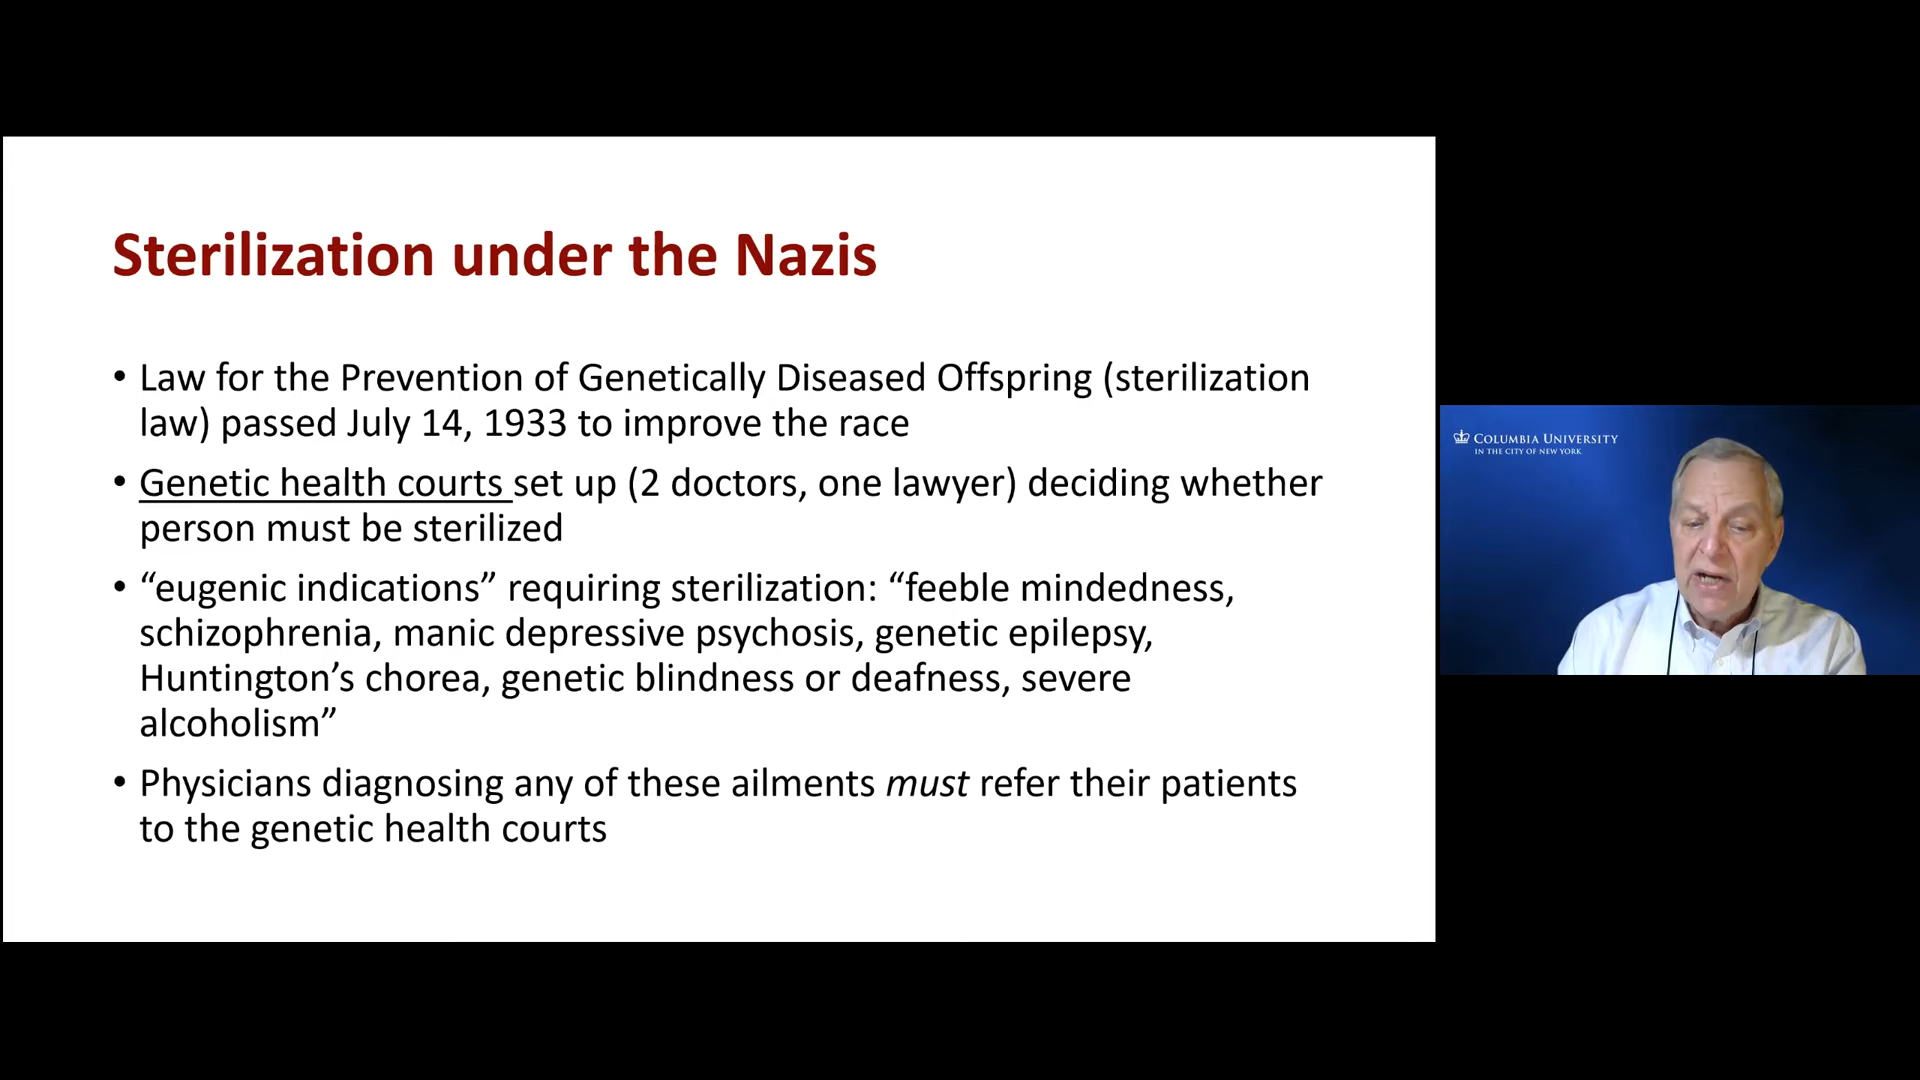 Sterilization under the Nazis
• Law for the Prevention of Genetically Diseased Offspring (sterilization
law) passed July 14, 1933 to improve the race
• Genetic health courts set up (2 doctors, one lawyer) deciding whether
person must be sterilized
• “eugenic indications” requiring sterilization: “feeble mindedness,
schizophrenia, manic depressive psychosis, genetic epilepsy,
Huntington’s chorea, genetic blindness or deafness, severe
alcoholism”
• Physicians diagnosing any of these ailments must refer their patients
to the genetic health courts
COLUMBIA UNIVERSITY
IN THE CITY OF NEW YORK